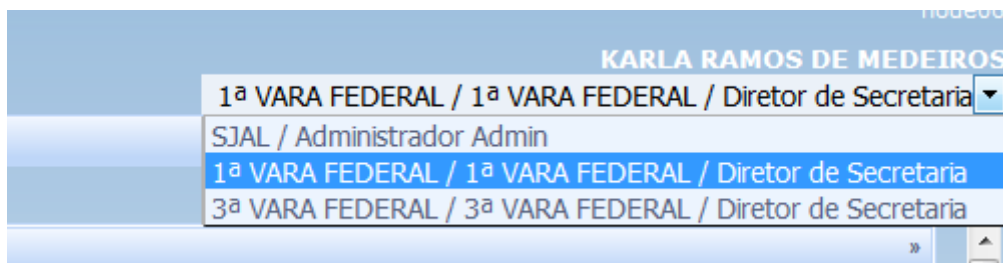 KARLA RAMOS DE MEDEIROS
1ª VARA FEDERAL / 1ª VARA FEDERAL / Diretor de Secretaria
SJAL / Administrador Admin
1ª VARA FEDERAL / 1ª VARA FEDERAL / Diretor de Secretaria
3ª VARA FEDERAL / 3ª VARA FEDERAL / Diretor de Secretaria
»